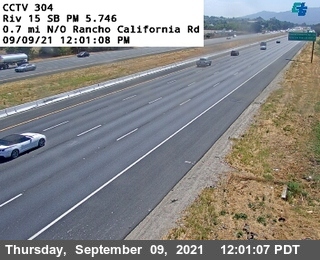 CCTV 304
Riv 15 SB PM 5.746
0.7 mi N/O Rancho California Rd
09/09/21 12:01:08 PM
Thursday, September 09, 2021 12:01:07 PDT